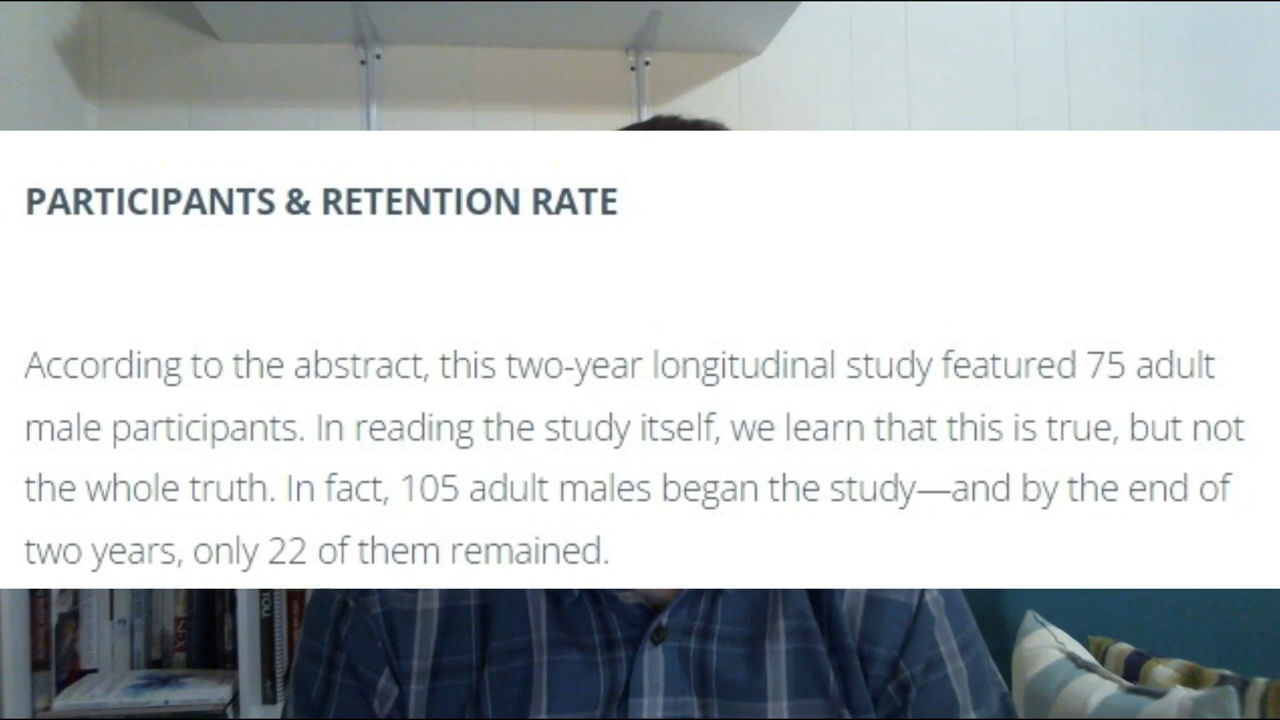 PARTICIPANTS & RETENTION RATE
According to the abstract, this two-year longitudinal study featured 75 adult
male participants. In reading the study itself, we learn that this is true, but not
the whole truth. In fact, 105 adult males began the study—and by the end of
two years, only 22 of them remained.